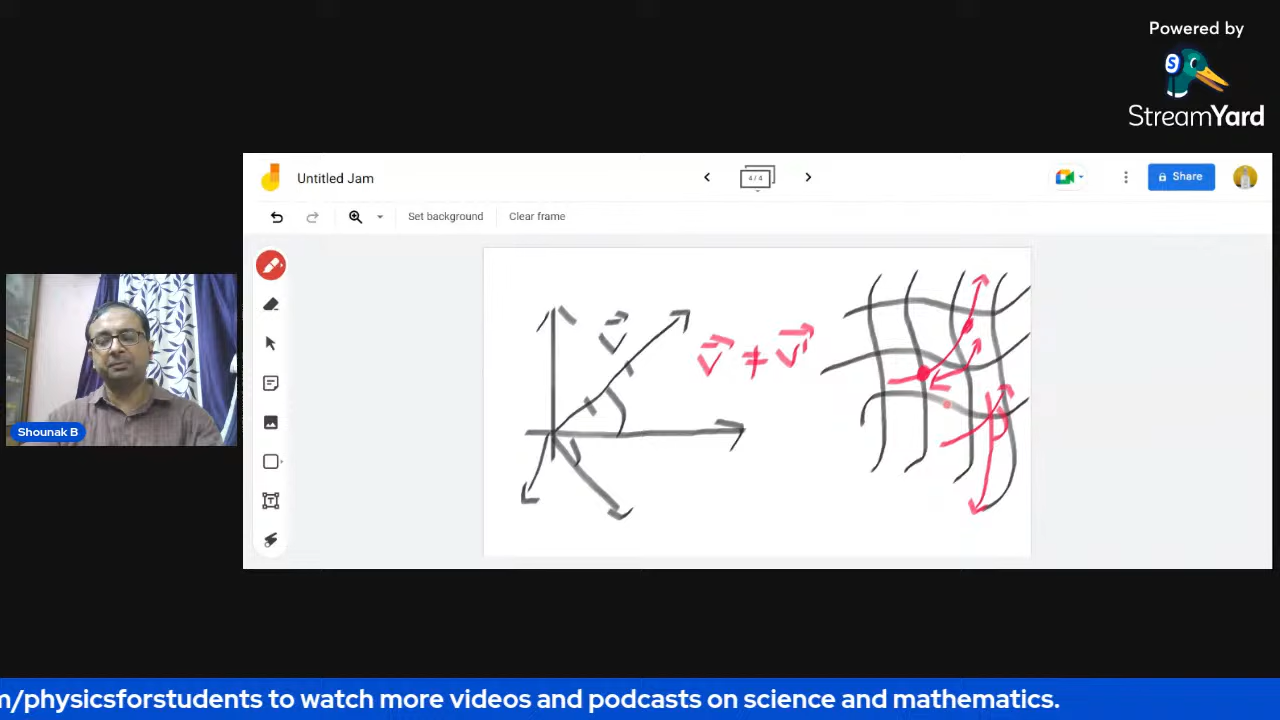 Powered by
StreamYard
Untitled Jam
4 / 4
Share
Set background
Clear frame
V
V ≠ V'
Shounak B
m/physicsforstudents to watch more videos and podcasts on science and mathematics.